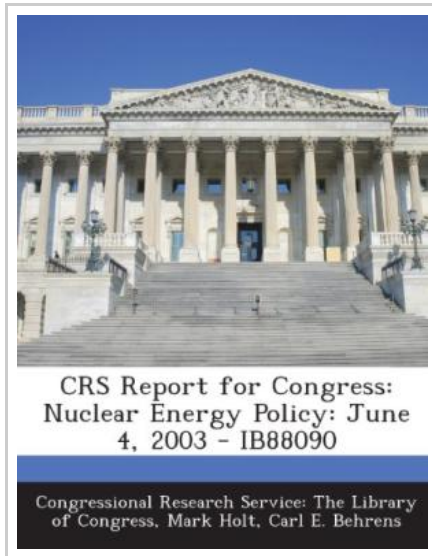 CRS Report for Congress:
Nuclear Energy Policy: June
4, 2003 - IB88090
Congressional Research Service: The Library
of Congress, Mark Holt, Carl E. Behrens